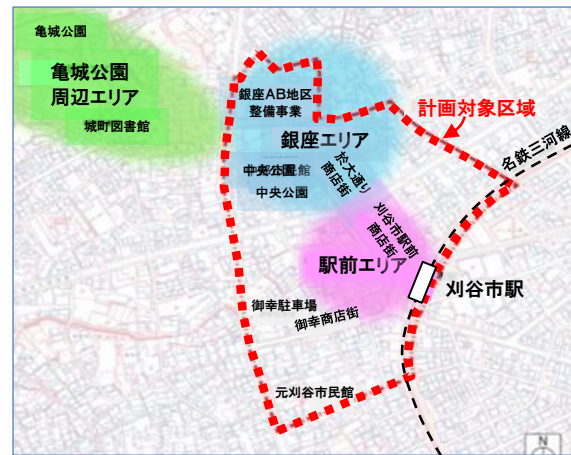 亀城公園
亀城公園
周辺エリア
城町図書館
銀座AB地区
整備事業
計画対象区域
銀座エリア
名鉄三河線
中央公園
中央公園
於大通り
商店街
刈谷市駅前
商店街
駅前エリア
刈谷市駅
御幸駐車場
御幸商店街
元刈谷市民館
N